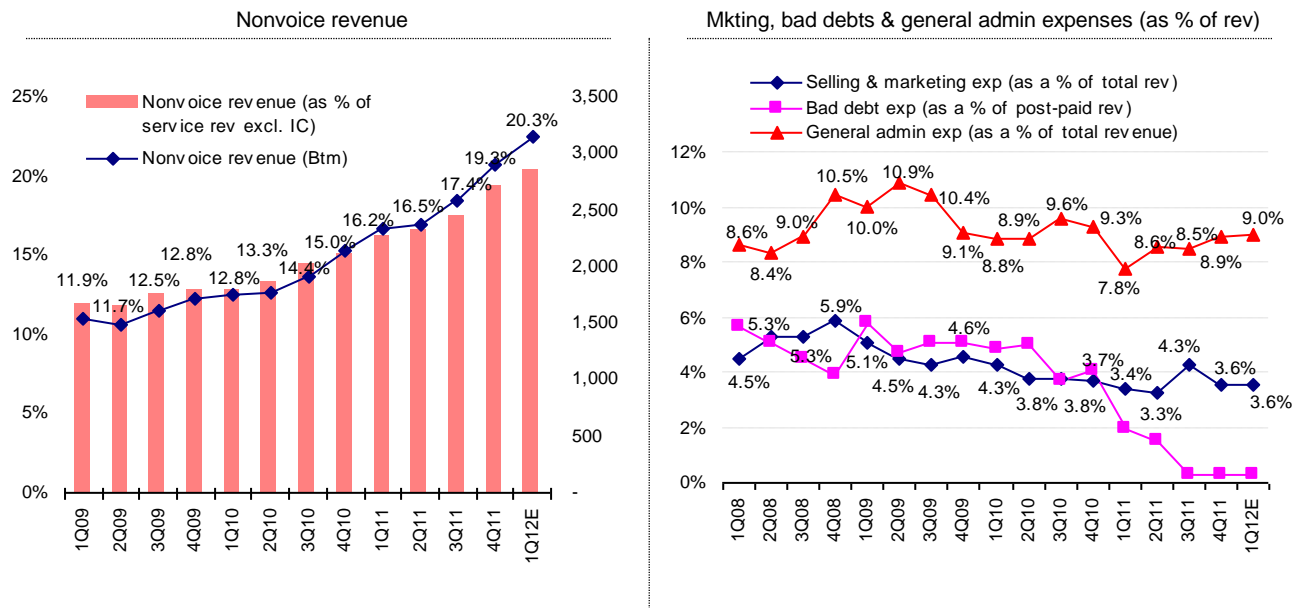 Nonvoice revenue
25%
20%
15%
10%
5%
0%
3,500
3,000
2,500
2,000
1,500
1,000
500
-
Nonvoice revenue (as % of
service rev excl. IC)
Nonvoice revenue (Btm)
11.9%
11.7%
12.5%
12.8%
12.8%
13.3%
14.4%
15.0%
16.2%
16.5%
17.4%
19.3%
20.3%
1Q09
2Q09
3Q09
4Q09
1Q10
2Q10
3Q10
4Q10
1Q11
2Q11
3Q11
4Q11
1Q12E
Mkting, bad debts & general admin expenses (as % of rev)
Selling & marketing exp (as a % of total rev)
Bad debt exp (as a % of post-paid rev)
General admin exp (as a % of total revenue)
12%
10%
8%
6%
4%
2%
0%
8.6%
8.4%
9.0%
10.5%
10.0%
10.9%
10.4%
9.1%
8.8%
8.9%
9.6%
9.3%
7.8%
8.6%
8.5%
8.9%
9.0%
4.5%
5.3%
5.3%
5.9%
5.1%
4.5%
4.3%
4.6%
4.3%
3.8%
3.8%
3.7%
3.4%
3.3%
4.3%
3.6%
3.6%
1Q08
2Q08
3Q08
4Q08
1Q09
2Q09
3Q09
4Q09
1Q10
2Q10
3Q10
4Q10
1Q11
2Q11
3Q11
4Q11
1Q12E